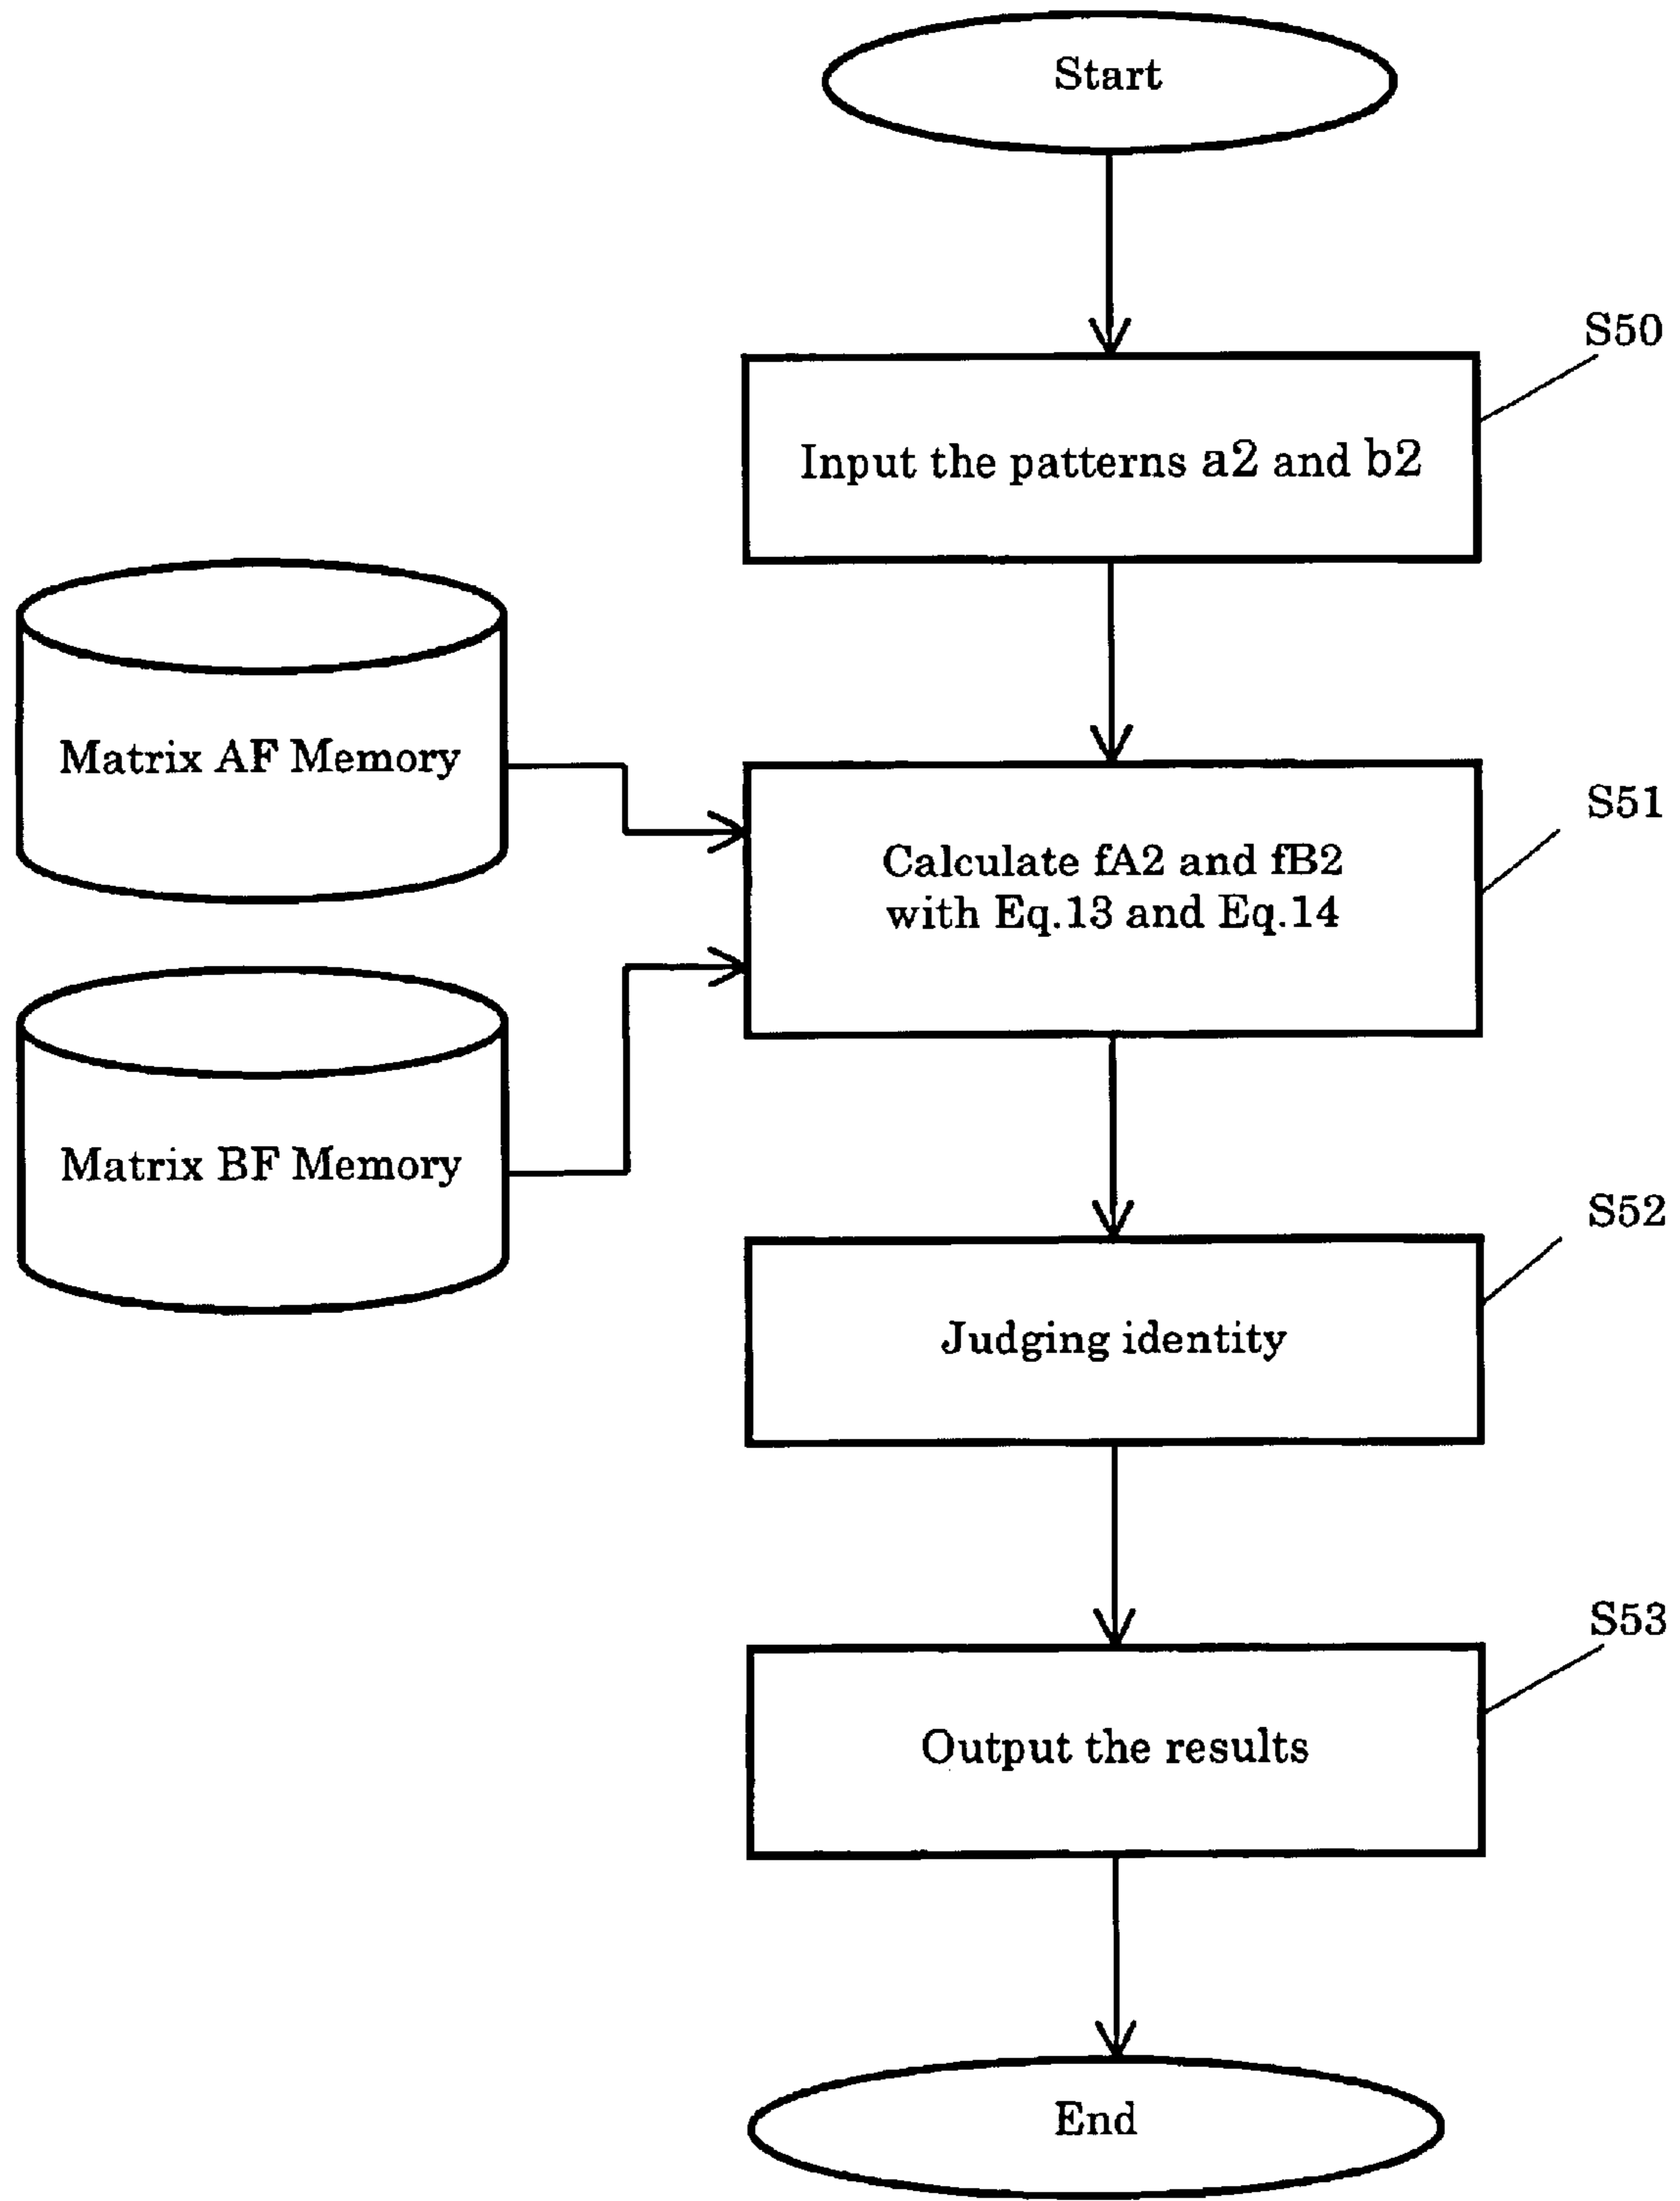 Start
S50
Input the patterns a2 and b2
Matrix AF Memory
S51
Calculate fA2 and fB2
with Eq.13 and Eq.14
Matrix BF Memory
S52
Judging identity
S53
Output the results
End